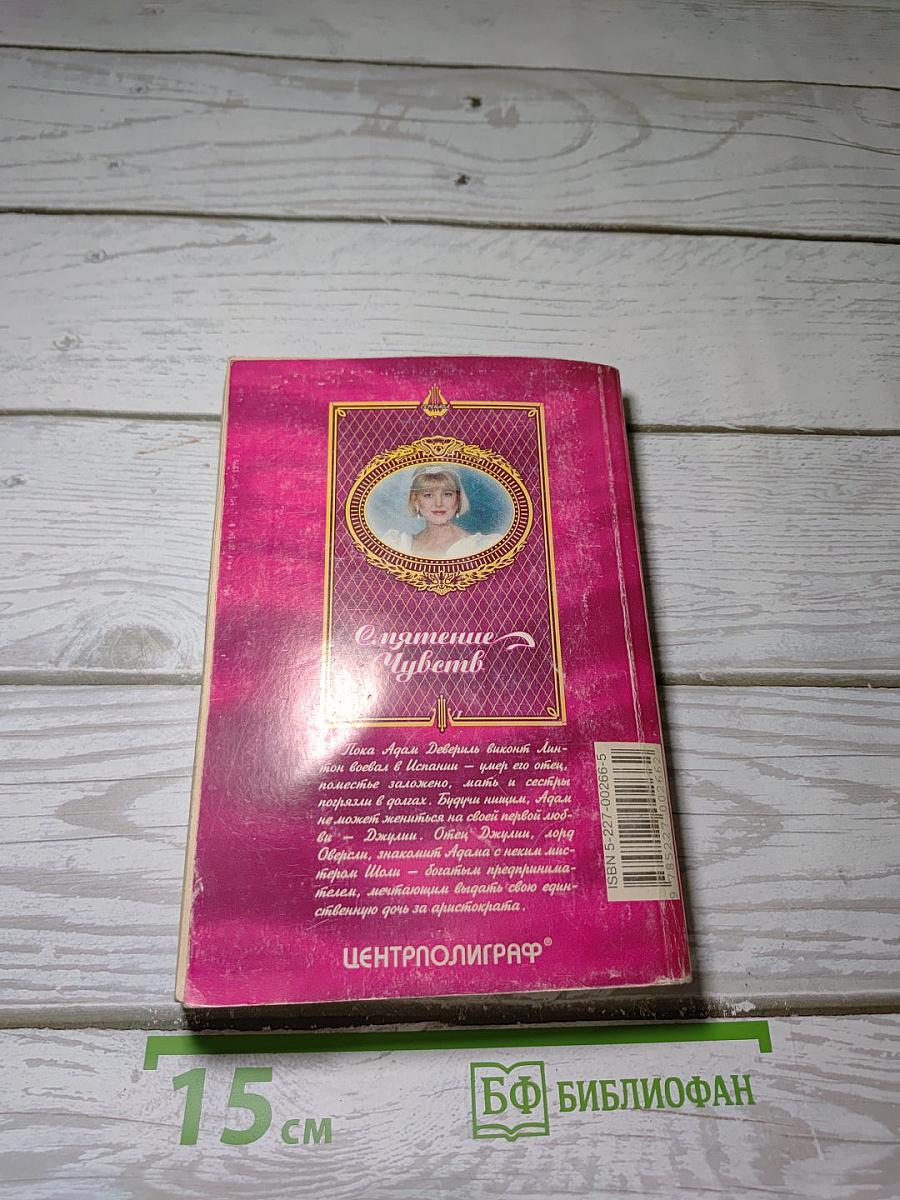 Смятение
Чувств
Пока Адам Девериль виконт Лин-
тон воевал в Испании — умер его отец,
поместье заложено, мать и сестры
погрязли в долгах. Будучи нищим, Адам
не может жениться на своей первой люб-
ви — Джулии. Отец Джулии, лорд
Оверсли, знакомит Адама с неким мис-
тером Шоли — богатым предпринима-
телем, мечтающим выдать свою един-
ственную дочь за аристократа.
ISBN 5-227-00266-5
ЦЕНТРПОЛИГРАФ®
15 см
БФ БИБЛИОФАН